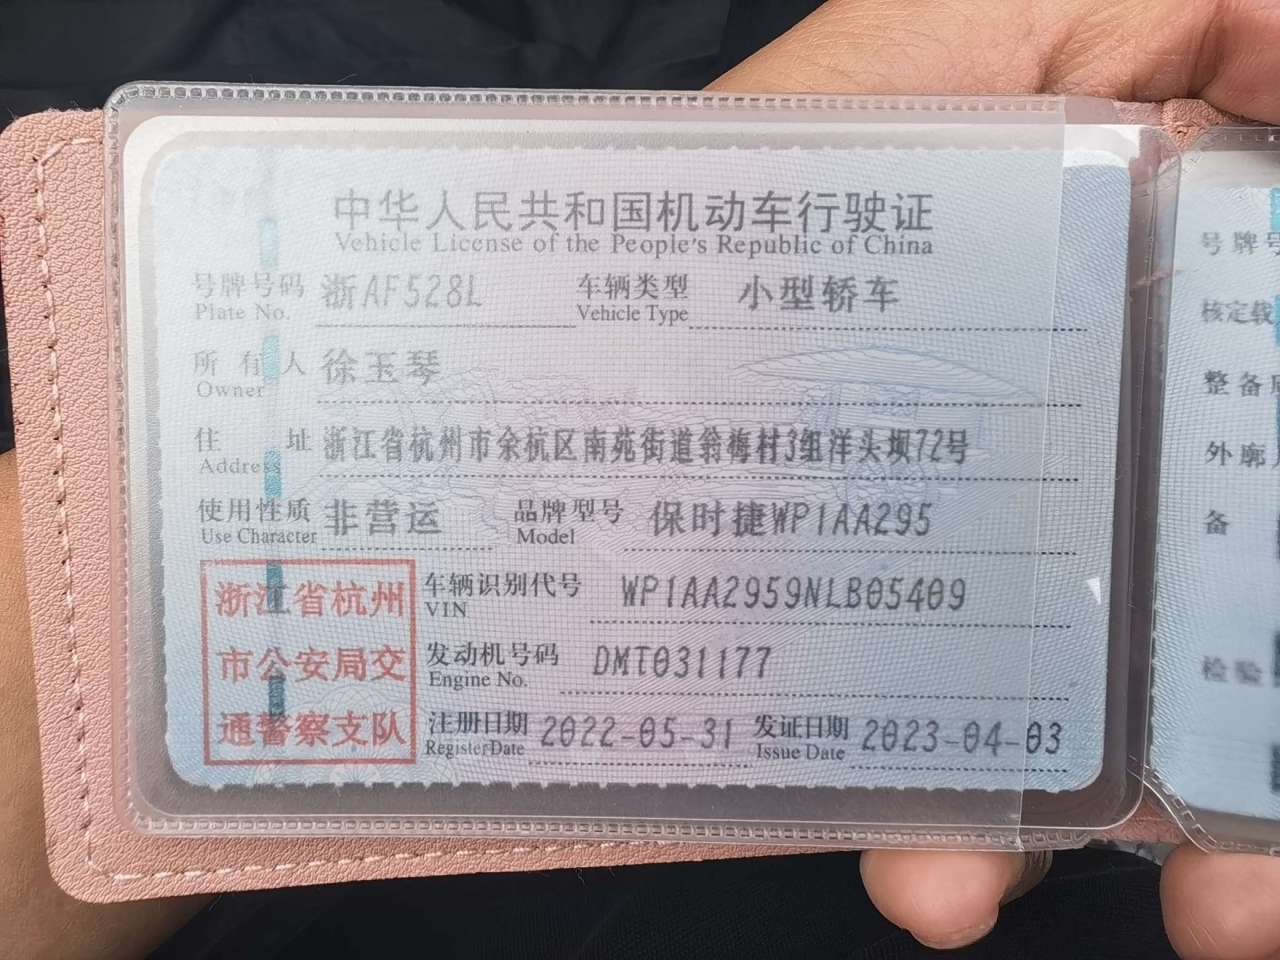 中华人民共和国机动车行驶证
Vehicle License of the People's Republic of China
号牌号码 浙AF528L 车辆类型 小型轿车
Plate No. Vehicle Type
所有人 徐玉琴
Owner
住址 浙江省杭州市余杭区南苑街道翁梅村3组洋头坝72号
Address
使用性质 非营运 品牌型号 保时捷WP1AA295
Use Character Model
浙江省杭州
市公安局交
通警察支队
车辆识别代号 WP1AA2959NLB05409
VIN
发动机号码 DMT031177
Engine No.
注册日期 2022-05-31 发证日期 2023-04-03
Register Date Issue Date
号牌号
核定载
整备
外廓
备
检验